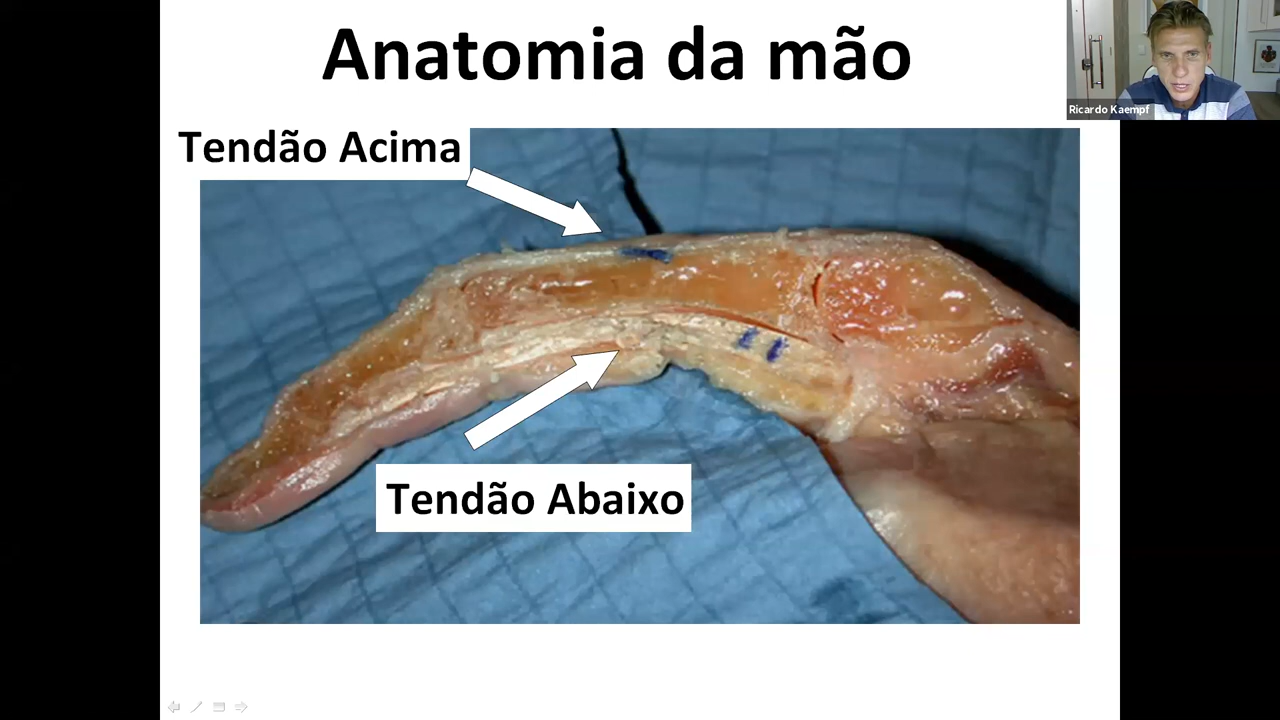 Anatomia da mão
Ricardo Kaempf
Tendão Acima
Tendão Abaixo